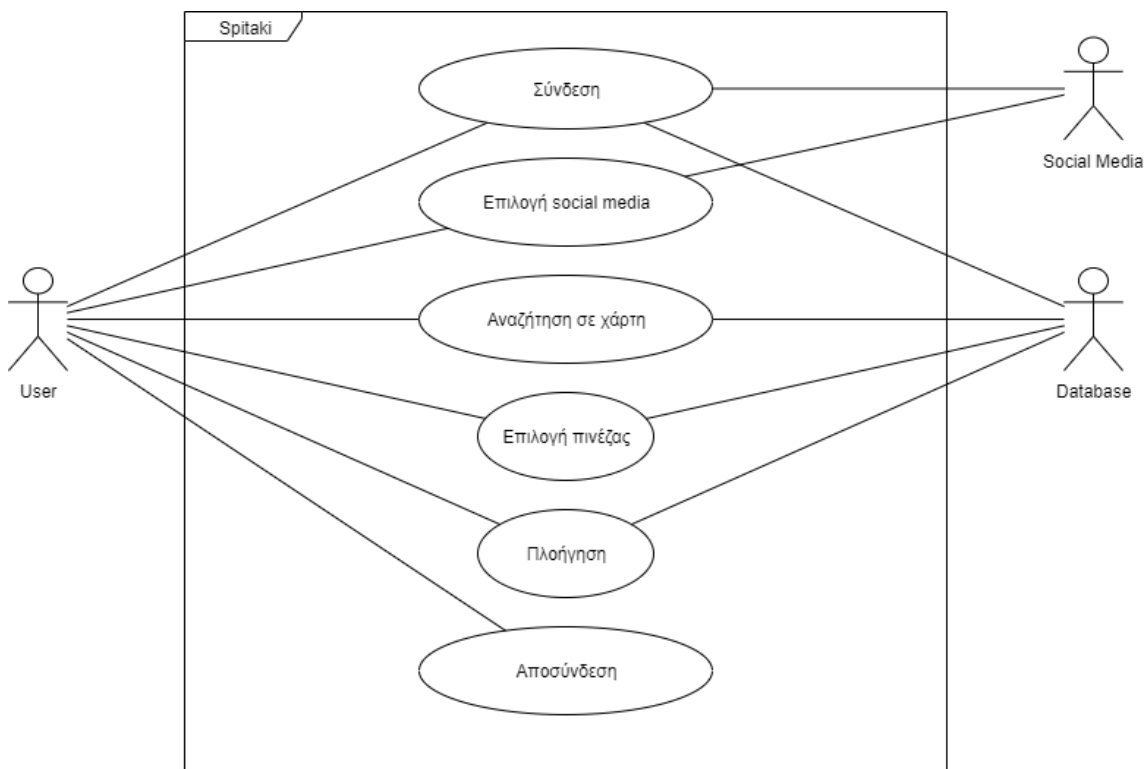 Spitaki
Σύνδεση
Social Media
Επιλογή social media
Αναζήτηση σε χάρτη
User
Database
Επιλογή πινέζας
Πλοήγηση
Αποσύνδεση